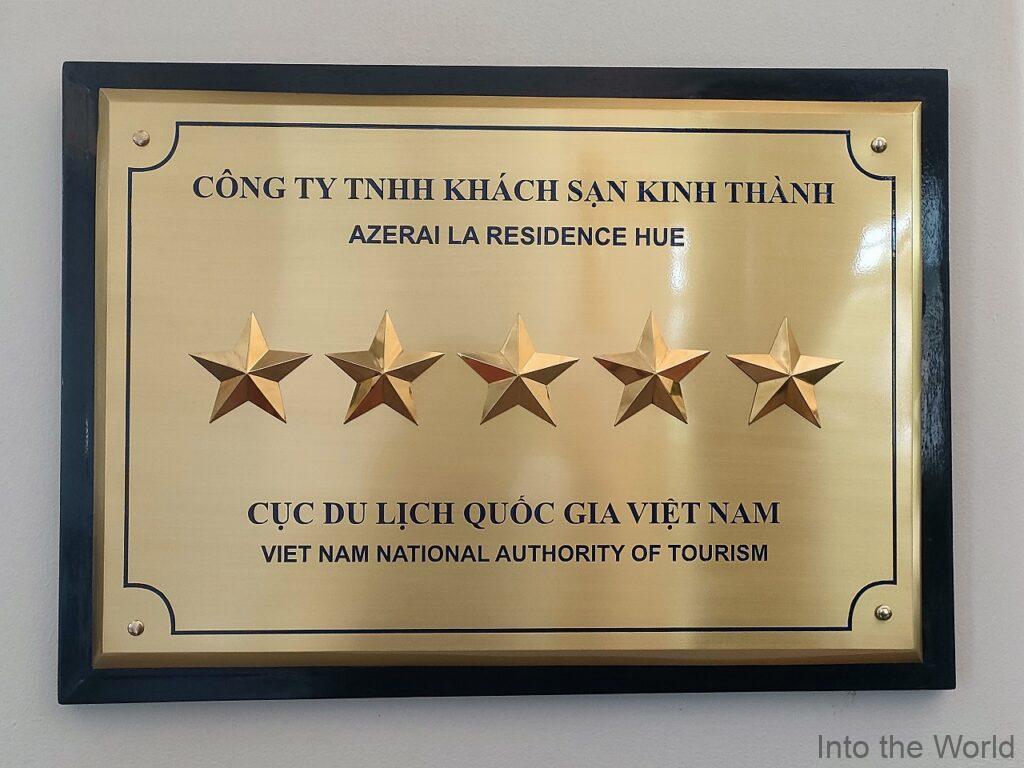 CÔNG TY TNHH KHÁCH SẠN KINH THÀNH
AZERAI LA RESIDENCE HUE
CỤC DU LỊCH QUỐC GIA VIỆT NAM
VIET NAM NATIONAL AUTHORITY OF TOURISM
Into the World